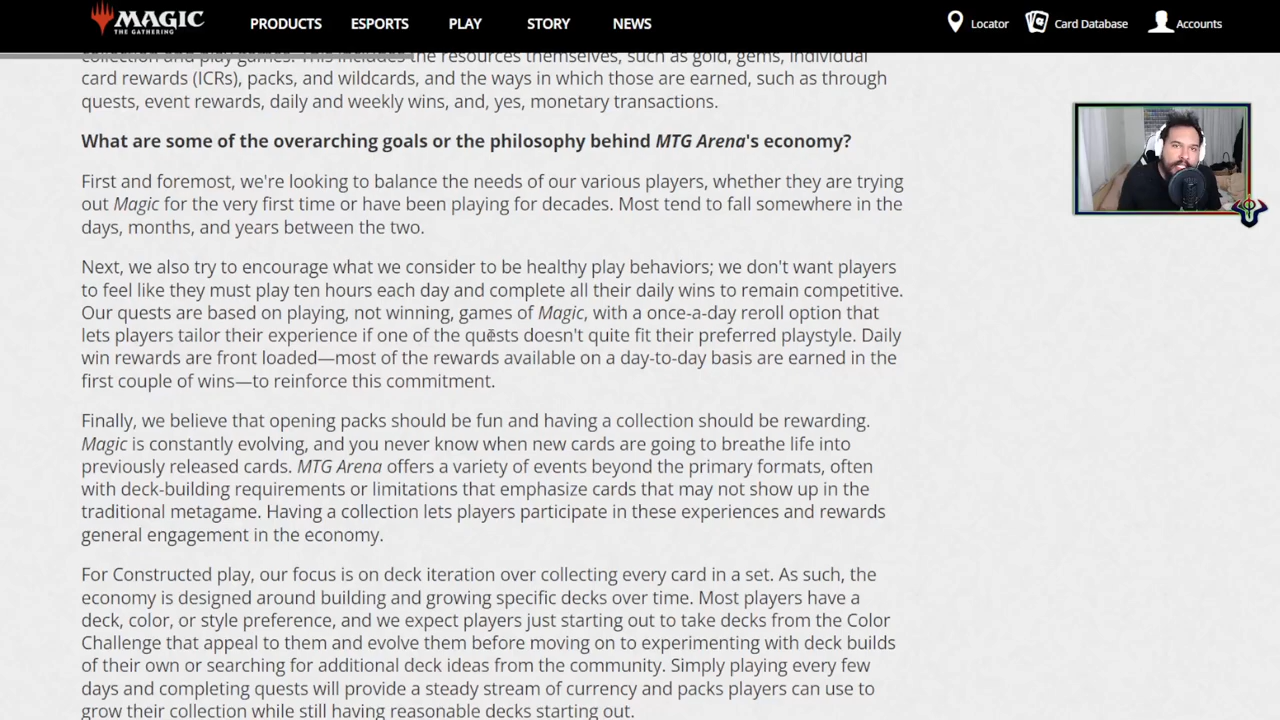 MAGIC
THE GATHERING
PRODUCTS ESPORTS PLAY STORY NEWS
Locator Card Database Accounts
collection and play games. This includes the resources themselves, such as gold, gems, individual
card rewards (ICRs), packs, and wildcards, and the ways in which those are earned, such as through
quests, event rewards, daily and weekly wins, and, yes, monetary transactions.
What are some of the overarching goals or the philosophy behind MTG Arena's economy?
First and foremost, we're looking to balance the needs of our various players, whether they are trying
out Magic for the very first time or have been playing for decades. Most tend to fall somewhere in the
days, months, and years between the two.
Next, we also try to encourage what we consider to be healthy play behaviors; we don't want players
to feel like they must play ten hours each day and complete all their daily wins to remain competitive.
Our quests are based on playing, not winning, games of Magic, with a once-a-day reroll option that
lets players tailor their experience if one of the quests doesn't quite fit their preferred playstyle. Daily
win rewards are front loaded—most of the rewards available on a day-to-day basis are earned in the
first couple of wins—to reinforce this commitment.
Finally, we believe that opening packs should be fun and having a collection should be rewarding.
Magic is constantly evolving, and you never know when new cards are going to breathe life into
previously released cards. MTG Arena offers a variety of events beyond the primary formats, often
with deck-building requirements or limitations that emphasize cards that may not show up in the
traditional metagame. Having a collection lets players participate in these experiences and rewards
general engagement in the economy.
For Constructed play, our focus is on deck iteration over collecting every card in a set. As such, the
economy is designed around building and growing specific decks over time. Most players have a
deck, color, or style preference, and we expect players just starting out to take decks from the Color
Challenge that appeal to them and evolve them before moving on to experimenting with deck builds
of their own or searching for additional deck ideas from the community. Simply playing every few
days and completing quests will provide a steady stream of currency and packs players can use to
grow their collection while still having reasonable decks starting out.